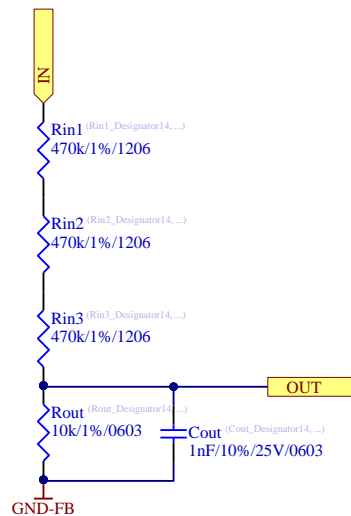 IN
Rin1 (Rin1_Designator14, ...)
470k/1%/1206
Rin2 (Rin2_Designator14, ...)
470k/1%/1206
Rin3 (Rin3_Designator14, ...)
470k/1%/1206
OUT
Rout (Rout_Designator14, ...)
10k/1%/0603
Cout (Cout_Designator14, ...)
1nF/10%/25V/0603
GND-FB